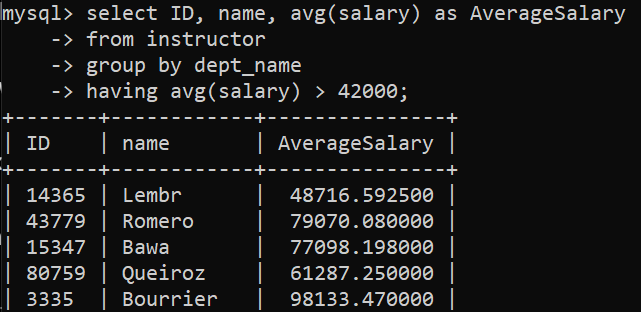 mysql> select ID, name, avg(salary) as AverageSalary
    -> from instructor
    -> group by dept_name
    -> having avg(salary) > 42000;
+-------+------------+---------------+
| ID    | name       | AverageSalary |
+-------+------------+---------------+
| 14365 | Lembr      |  48716.592500 |
| 43779 | Romero     |  79070.080000 |
| 15347 | Bawa       |  77098.198000 |
| 80759 | Queiroz    |  61287.250000 |
| 3335  | Bourrier   |  98133.470000 |